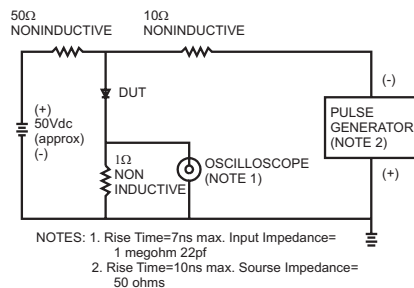 50Ω
NONINDUCTIVE
10Ω
NONINDUCTIVE
(+)
50Vdc
(approx)
(-)
DUT
1Ω
NON
INDUCTIVE
OSCILLOSCOPE
(NOTE 1)
(-)
PULSE
GENERATOR
(NOTE 2)
(+)
NOTES: 1. Rise Time=7ns max. Input Impedance=
1 megohm 22pf
2. Rise Time=10ns max. Sourse Impedance=
50 ohms